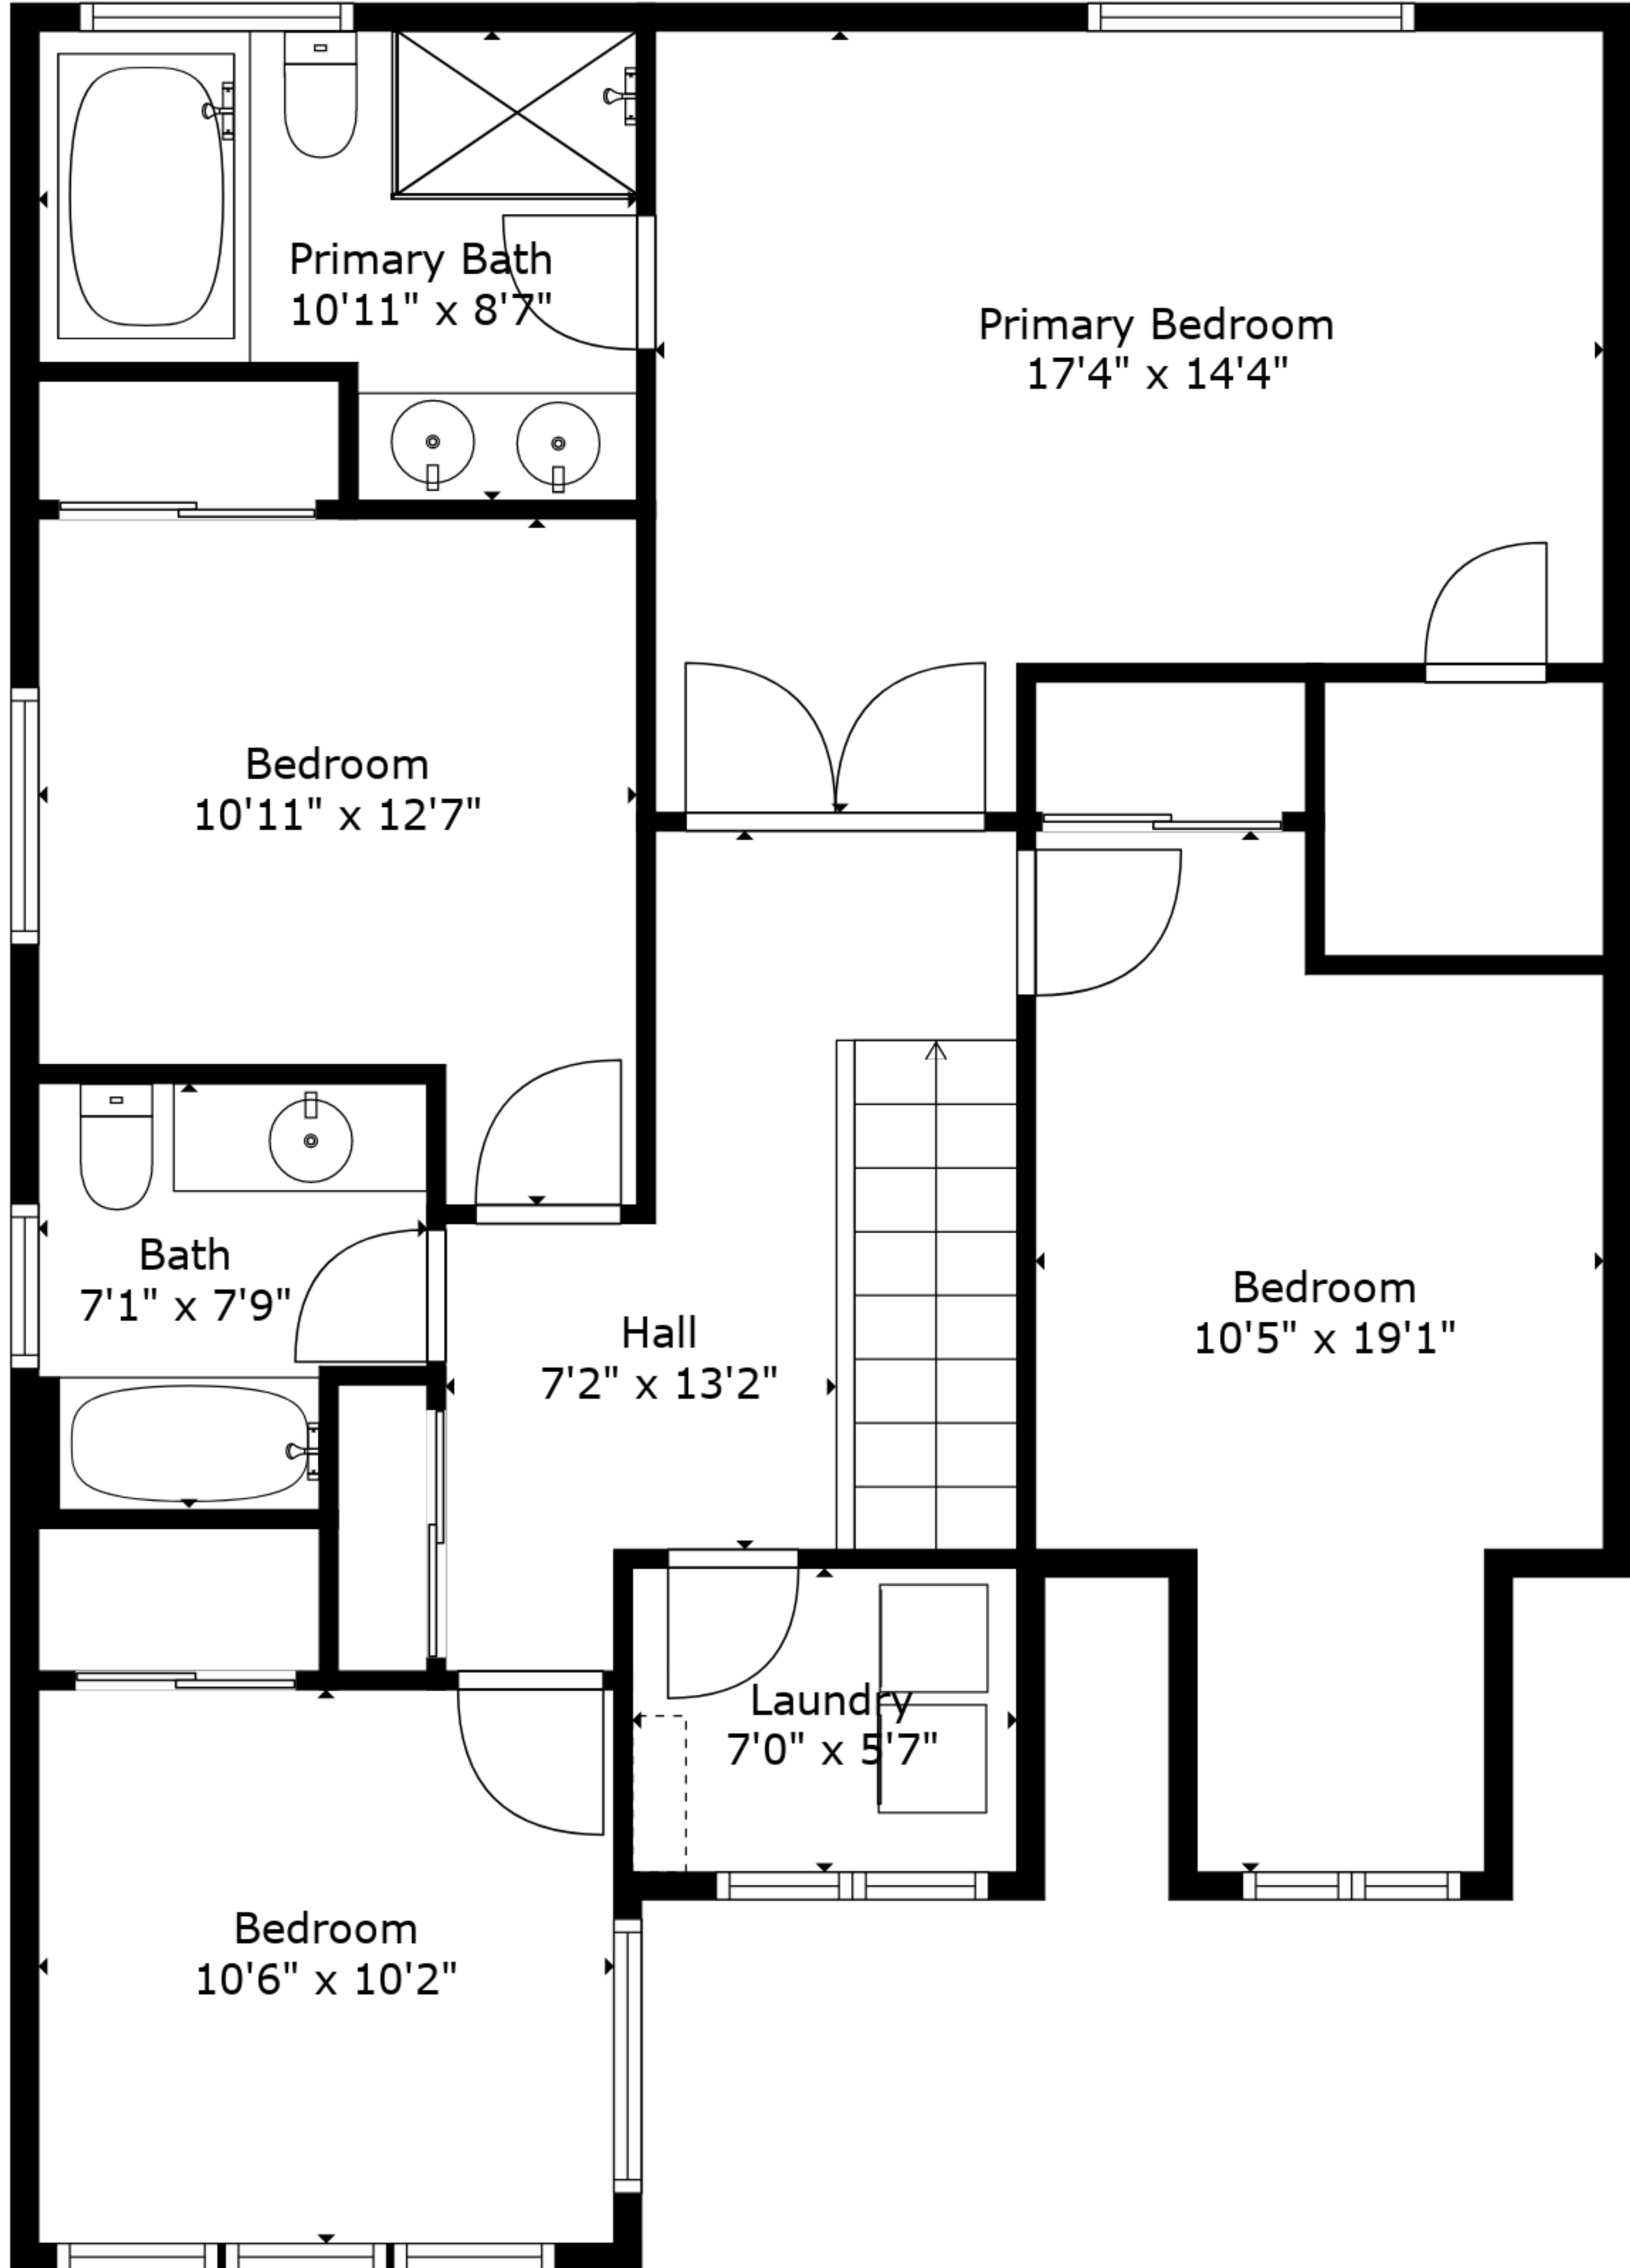 Primary Bath
10'11" x 8'7"
Primary Bedroom
17'4" x 14'4"
Bedroom
10'11" x 12'7"
Bath
7'1" x 7'9"
Hall
7'2" x 13'2"
Bedroom
10'5" x 19'1"
Laundry
7'0" x 5'7"
Bedroom
10'6" x 10'2"